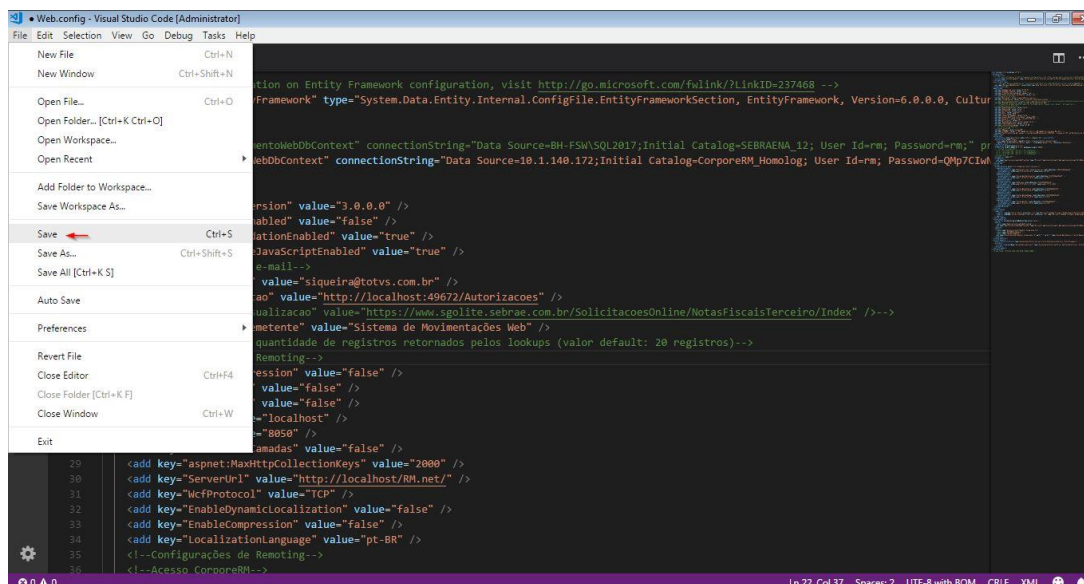 ● Web.config - Visual Studio Code [Administrator]
File Edit Selection View Go Debug Tasks Help
New File Ctrl+N
New Window Ctrl+Shift+N
Open File... Ctrl+O
Open Folder... [Ctrl+K Ctrl+O]
Open Workspace...
Open Recent
Add Folder to Workspace...
Save Workspace As...
Save Ctrl+S
Save As... Ctrl+Shift+S
Save All [Ctrl+K S]
Auto Save
Preferences
Revert File
Close Editor Ctrl+F4
Close Folder [Ctrl+K F]
Close Window Ctrl+W
Exit
tion on Entity Framework configuration, visit http://go.microsoft.com/fwlink/?LinkID=237468 -->
yFramework" type="System.Data.Entity.Internal.ConfigFile.EntityFrameworkSection, EntityFramework, Version=6.0.0.0, Cultur
entoWebDbContext" connectionString="Data Source=BH-FSW\SQL2017;Initial Catalog=SEBRAENA_12; User Id=rm; Password=rm;" pr
WebDbContext" connectionString="Data Source=10.1.140.172;Initial Catalog=CorporeRM_Homolog; User Id=rm; Password=QMp7CIwN
ersion" value="3.0.0.0" />
nabled" value="false" />
dationEnabled" value="true" />
eJavaScriptEnabled" value="true" />
e-mail-->
" value="siqueira@totvs.com.br" />
ao" value="http://localhost:49672/Autorizacoes" />
ualizacao" value="https://www.sgolite.sebrae.com.br/SolicitacoesOnline/NotasFiscaisTerceiro/Index" />-->
emetente" value="Sistema de Movimentações Web" />
quantidade de registros retornados pelos lookups (valor default: 20 registros)-->
Remoting-->
ession" value="false" />
" value="false" />
" value="false" />
="localhost" />
="8050" />
amadas" value="false" />
29 <add key="aspnet:MaxHttpCollectionKeys" value="2000" />
30 <add key="ServerUrl" value="http://localhost/RM.net/" />
31 <add key="WcfProtocol" value="TCP" />
32 <add key="EnableDynamicLocalization" value="false" />
33 <add key="EnableCompression" value="false" />
34 <add key="LocalizationLanguage" value="pt-BR" />
35 <!--Configurações de Remoting-->
36 <!--Acesso CorporeRM-->
0 0 Ln 22, Col 37 Spaces: 2 UTF-8 with BOM CRLF XML